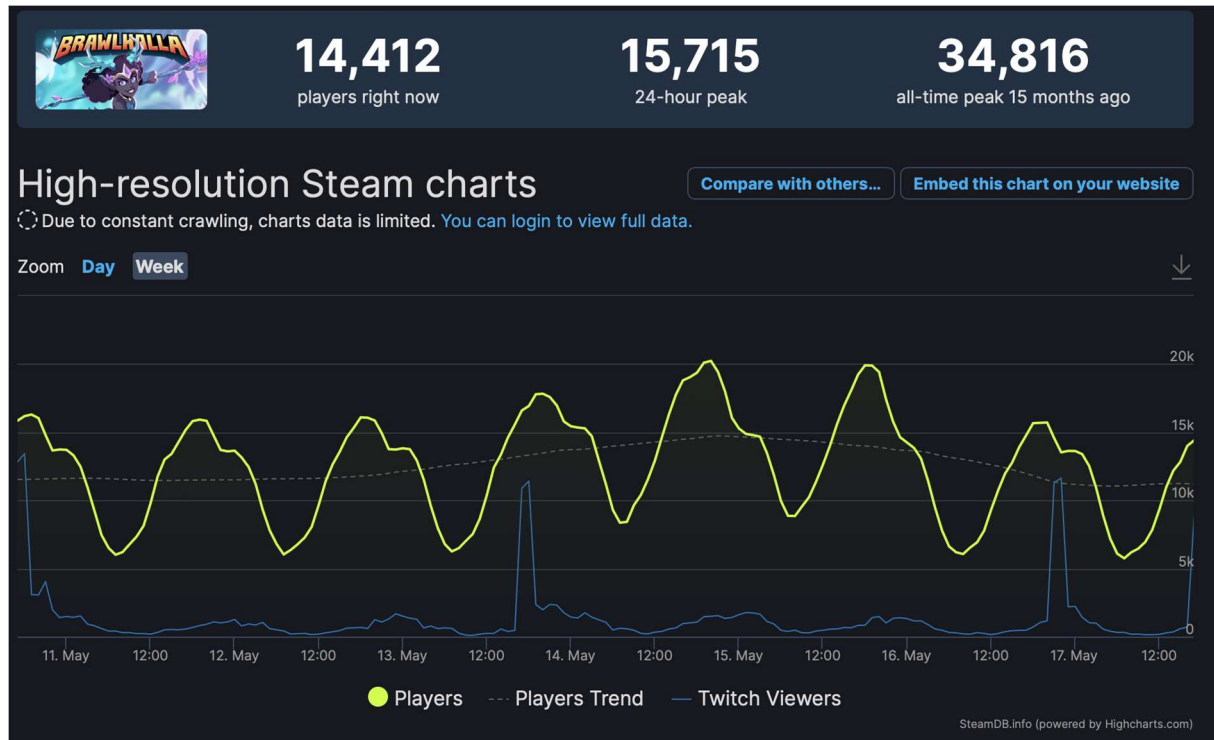 BRAWLHALLA
14,412
players right now
15,715
24-hour peak
34,816
all-time peak 15 months ago
High-resolution Steam charts
Compare with others...
Embed this chart on your website
Due to constant crawling, charts data is limited. You can login to view full data.
Zoom Day Week
20k
15k
10k
5k
0
11. May 12:00 12. May 12:00 13. May 12:00 14. May 12:00 15. May 12:00 16. May 12:00 17. May 12:00
Players Players Trend Twitch Viewers
SteamDB.info (powered by Highcharts.com)